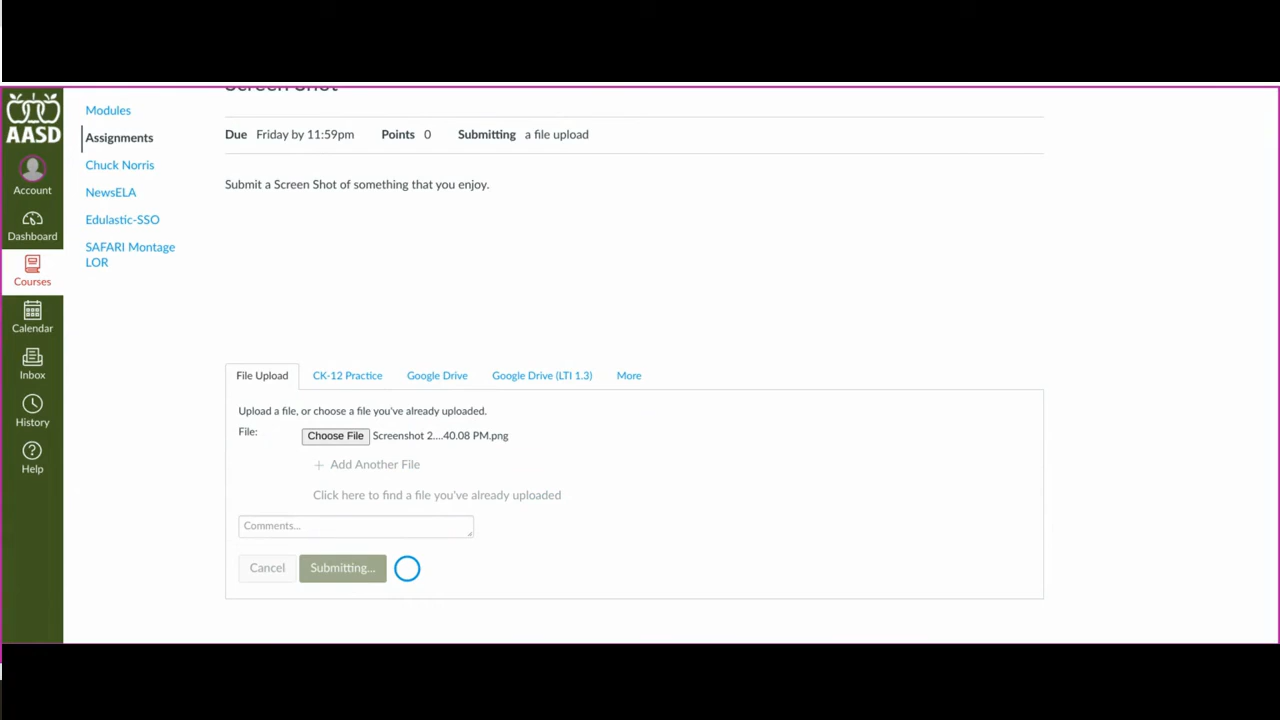 Screen Shot
AASD
Account
Dashboard
Courses
Calendar
Inbox
History
Help
Modules
Assignments
Chuck Norris
NewsELA
Edulastic-SSO
SAFARI Montage
LOR
Due Friday by 11:59pm Points 0 Submitting a file upload
Submit a Screen Shot of something that you enjoy.
File Upload CK-12 Practice Google Drive Google Drive (LTI 1.3) More
Upload a file, or choose a file you've already uploaded.
File: Choose File Screenshot 2....40.08 PM.png
+ Add Another File
Click here to find a file you've already uploaded
Comments...
Cancel Submitting...